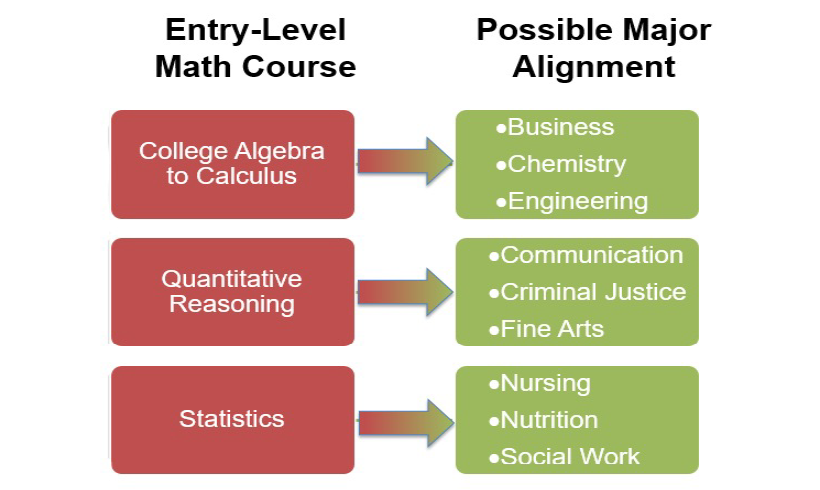 Entry-Level
Math Course
Possible Major
Alignment
College Algebra
to Calculus
•Business
•Chemistry
•Engineering
Quantitative
Reasoning
•Communication
•Criminal Justice
•Fine Arts
Statistics
•Nursing
•Nutrition
•Social Work